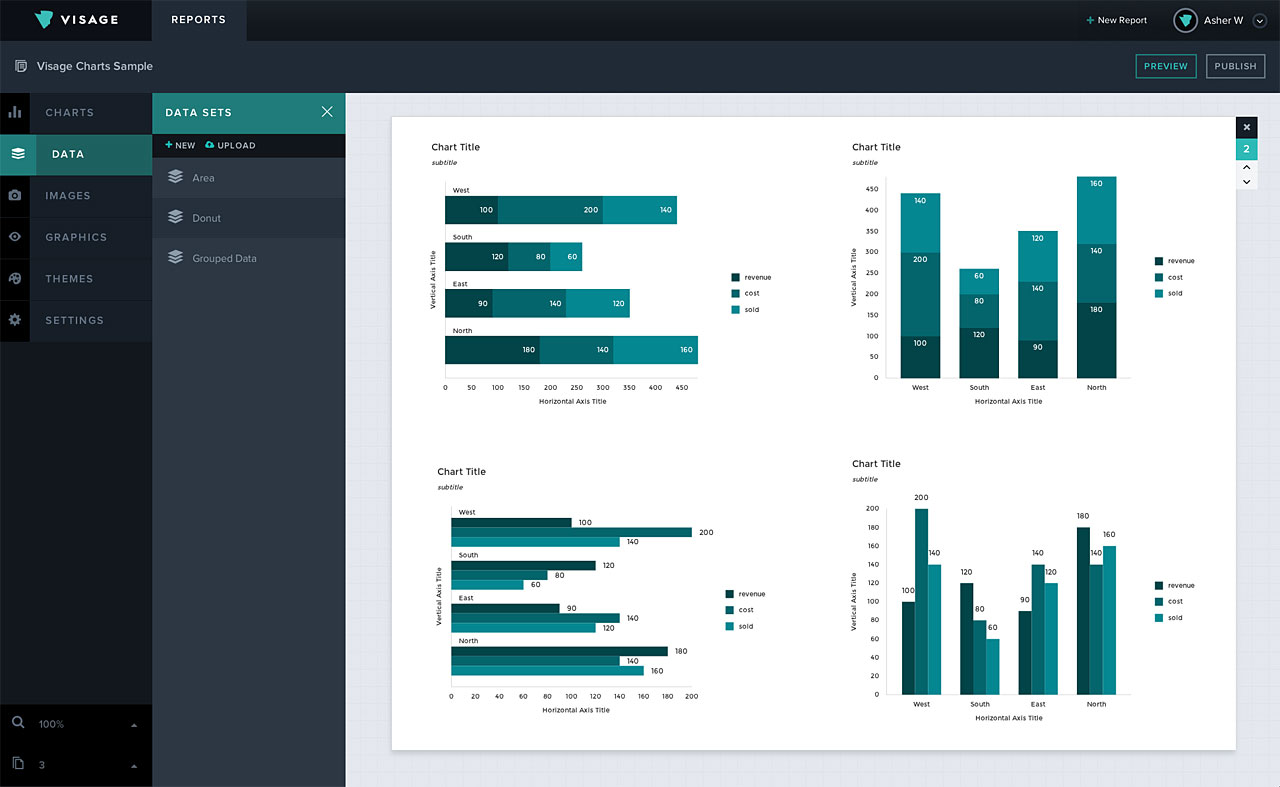 VISAGE
REPORTS
+ New Report
Asher W
Visage Charts Sample
PREVIEW
PUBLISH
CHARTS
DATA
IMAGES
GRAPHICS
THEMES
SETTINGS
100%
3
DATA SETS
+ NEW
UPLOAD
Area
Donut
Grouped Data
2
Chart Title
subtitle
Vertical Axis Title
West
100 200 140
South
120 80 60
East
90 140 120
North
180 140 160
0 50 100 150 200 250 300 350 400 450
Horizontal Axis Title
revenue
cost
sold
Chart Title
subtitle
Vertical Axis Title
450
400
350
300
250
200
150
100
50
0
140
200
100
60
80
120
120
140
90
160
140
180
West South East North
Horizontal Axis Title
revenue
cost
sold
Chart Title
subtitle
Vertical Axis Title
West
100
200
140
South
120
80
60
East
90
140
120
North
180
140
160
0 20 40 60 80 100 120 140 160 180 200
Horizontal Axis Title
revenue
cost
sold
Chart Title
subtitle
Vertical Axis Title
200
180
160
140
120
100
80
60
40
20
0
100 200 140
120 80 60
90 140 120
180 140 160
West South East North
Horizontal Axis Title
revenue
cost
sold